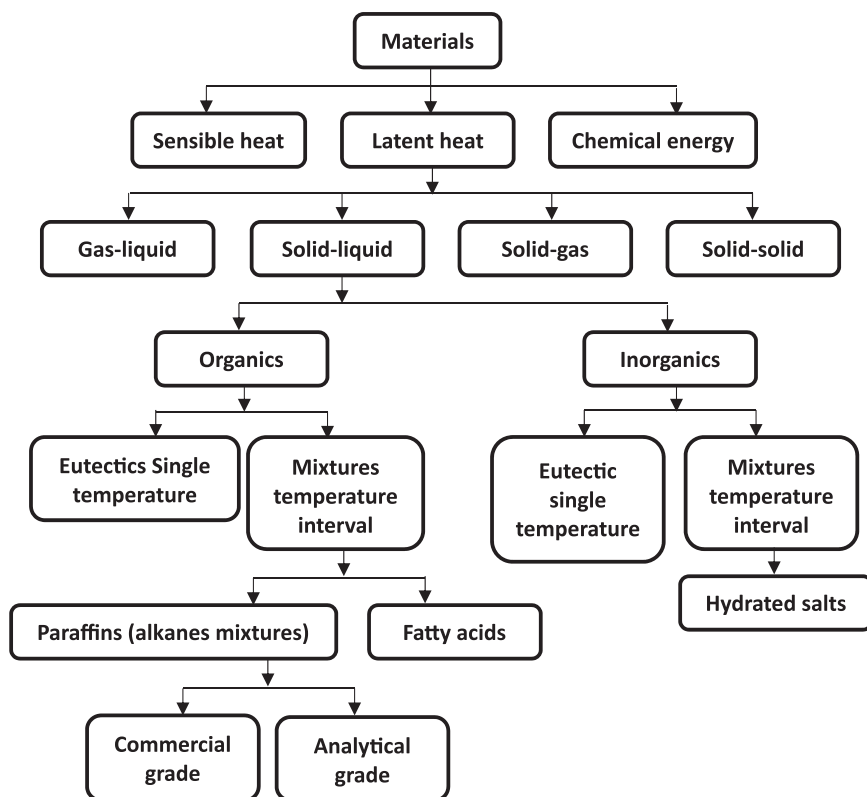 Materials
Sensible heat
Latent heat
Chemical energy
Gas-liquid
Solid-liquid
Solid-gas
Solid-solid
Organics
Inorganics
Eutectics Single
temperature
Mixtures
temperature
interval
Eutectic
single
temperature
Mixtures
temperature
interval
Paraffins (alkanes mixtures)
Fatty acids
Hydrated salts
Commercial
grade
Analytical
grade